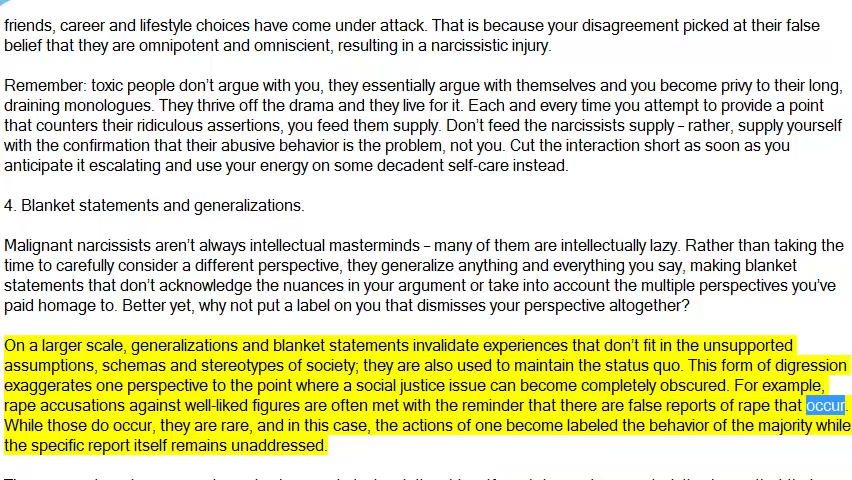 friends, career and lifestyle choices have come under attack. That is because your disagreement picked at their false
belief that they are omnipotent and omniscient, resulting in a narcissistic injury.
Remember: toxic people don’t argue with you, they essentially argue with themselves and you become privy to their long,
draining monologues. They thrive off the drama and they live for it. Each and every time you attempt to provide a point
that counters their ridiculous assertions, you feed them supply. Don’t feed the narcissists supply – rather, supply yourself
with the confirmation that their abusive behavior is the problem, not you. Cut the interaction short as soon as you
anticipate it escalating and use your energy on some decadent self-care instead.
4. Blanket statements and generalizations.
Malignant narcissists aren’t always intellectual masterminds – many of them are intellectually lazy. Rather than taking the
time to carefully consider a different perspective, they generalize anything and everything you say, making blanket
statements that don’t acknowledge the nuances in your argument or take into account the multiple perspectives you’ve
paid homage to. Better yet, why not put a label on you that dismisses your perspective altogether?
On a larger scale, generalizations and blanket statements invalidate experiences that don’t fit in the unsupported
assumptions, schemas and stereotypes of society; they are also used to maintain the status quo. This form of digression
exaggerates one perspective to the point where a social justice issue can become completely obscured. For example,
rape accusations against well-liked figures are often met with the reminder that there are false reports of rape that occur.
While those do occur, they are rare, and in this case, the actions of one become labeled the behavior of the majority while
the specific report itself remains unaddressed.